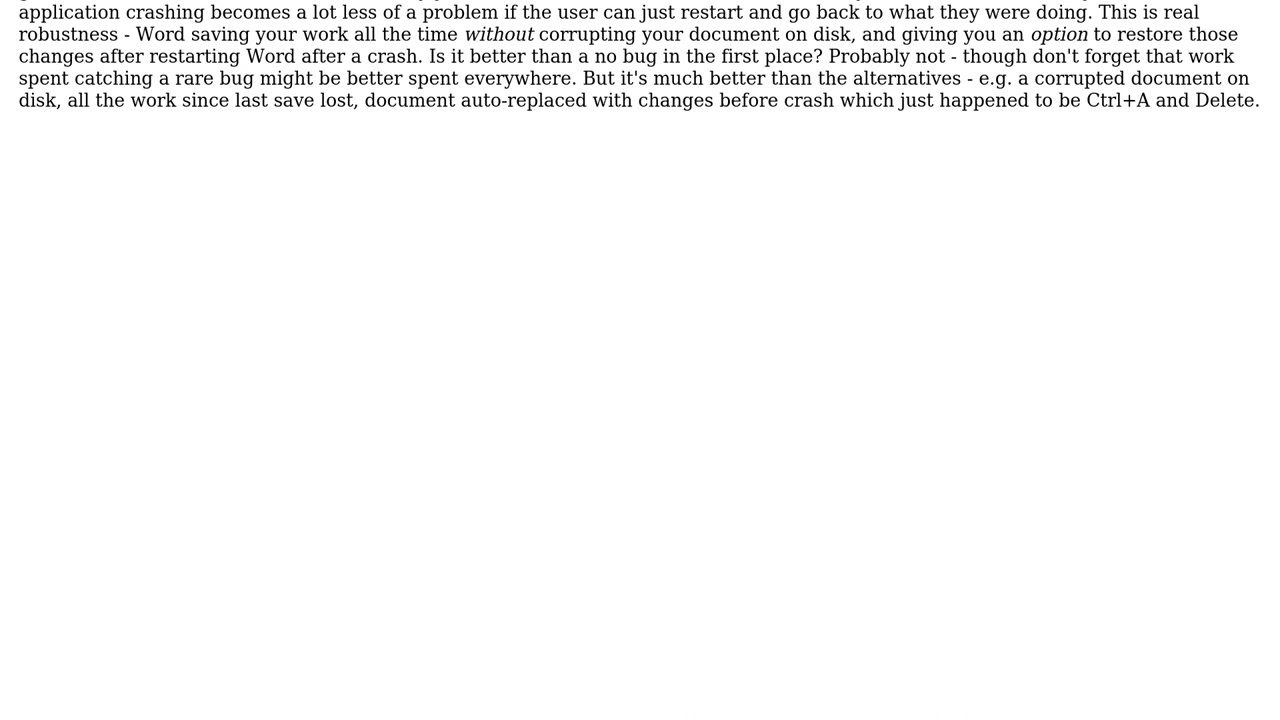 application crashing becomes a lot less of a problem if the user can just restart and go back to what they were doing. This is real
robustness - Word saving your work all the time without corrupting your document on disk, and giving you an option to restore those
changes after restarting Word after a crash. Is it better than a no bug in the first place? Probably not - though don't forget that work
spent catching a rare bug might be better spent everywhere. But it's much better than the alternatives - e.g. a corrupted document on
disk, all the work since last save lost, document auto-replaced with changes before crash which just happened to be Ctrl+A and Delete.